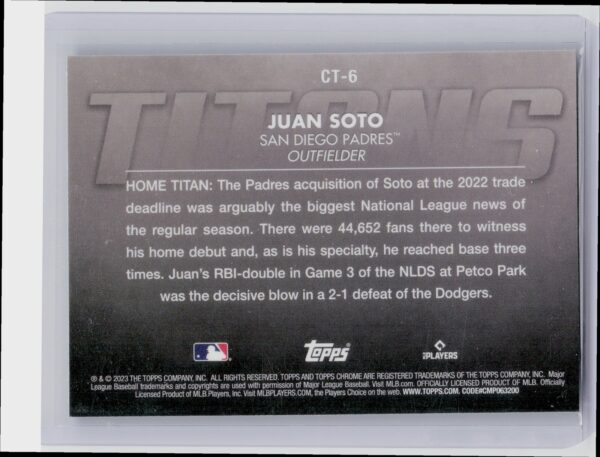 CT-6
TITANS
JUAN SOTO
SAN DIEGO PADRES™
OUTFIELDER
HOME TITAN: The Padres acquisition of Soto at the 2022 trade
deadline was arguably the biggest National League news of
the regular season. There were 44,652 fans there to witness
his home debut and, as is his specialty, he reached base three
times. Juan's RBI-double in Game 3 of the NLDS at Petco Park
was the decisive blow in a 2-1 defeat of the Dodgers.
topps
PLAYERS
® & © 2023 THE TOPPS COMPANY, INC. ALL RIGHTS RESERVED. TOPPS AND TOPPS CHROME ARE REGISTERED TRADEMARKS OF THE TOPPS COMPANY, INC. Major
League Baseball trademarks and copyrights are used with permission of Major League Baseball. Visit MLB.com. OFFICIALLY LICENSED PRODUCT OF MLB. Officially
Licensed Product of MLB Players, Inc. Visit MLBPLAYERS.COM, the Players Choice on the web. WWW.TOPPS.COM. CODE#CMP063200